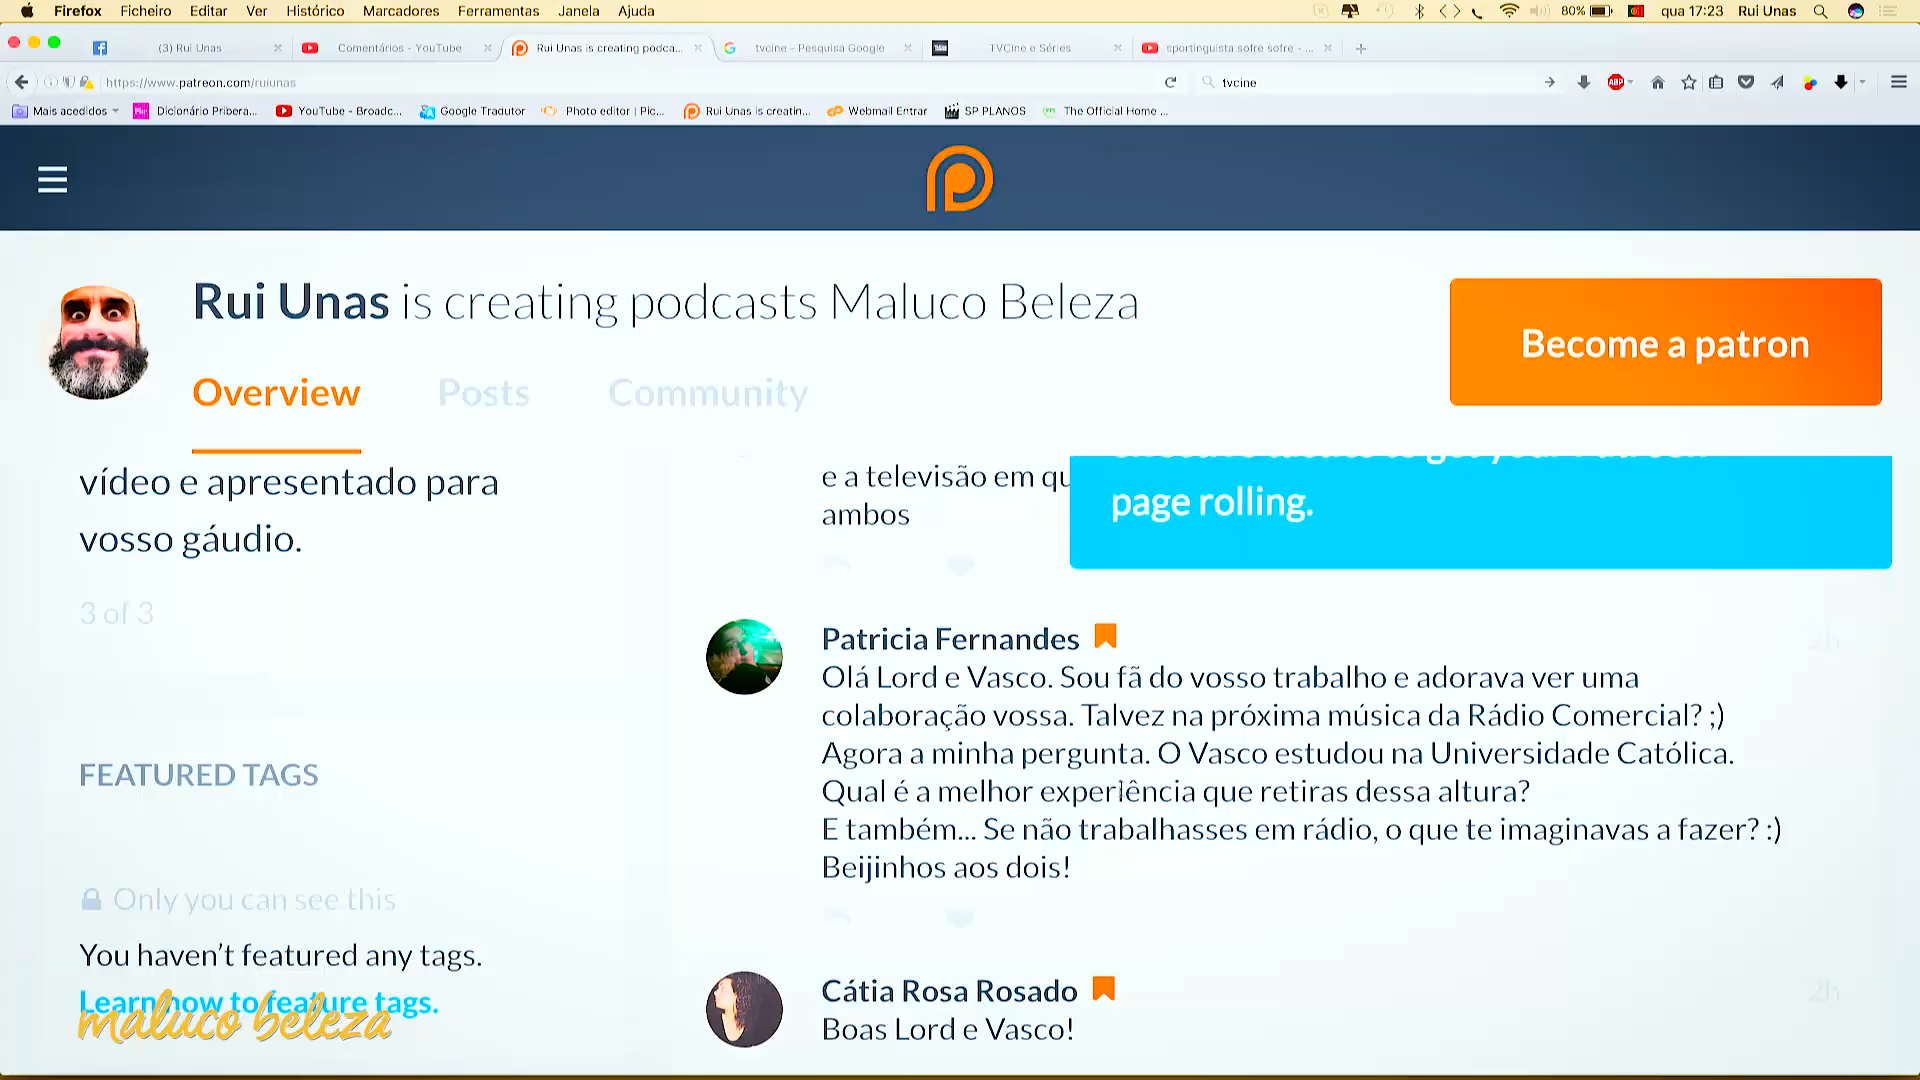 Firefox Ficheiro Editar Ver Histórico Marcadores Ferramentas Janela Ajuda 80% qua 17:23 Rui Unas
(3) Rui Unas Comentários - YouTube Rui Unas is creating podca... tvcine - Pesquisa Google TVCine e Séries sportinguista sofre sofre - ...
https://www.patreon.com/ruiunas tvcine
Mais acedidos Dicionário Pribera... YouTube - Broadc... Google Tradutor Photo editor | Pic... Rui Unas is creatin... Webmail Entrar SP PLANOS The Official Home ...
Rui Unas is creating podcasts Maluco Beleza
Become a patron
Overview Posts Community
vídeo e apresentado para
vosso gáudio.
3 of 3
FEATURED TAGS
Only you can see this
You haven't featured any tags.
Learn how to feature tags.
maluco beleza
e a televisão em qu
ambos
page rolling.
Patricia Fernandes 2h
Olá Lord e Vasco. Sou fã do vosso trabalho e adorava ver uma
colaboração vossa. Talvez na próxima música da Rádio Comercial? ;)
Agora a minha pergunta. O Vasco estudou na Universidade Católica.
Qual é a melhor experiência que retiras dessa altura?
E também... Se não trabalhasses em rádio, o que te imaginavas a fazer? :)
Beijinhos aos dois!
Cátia Rosa Rosado 2h
Boas Lord e Vasco!